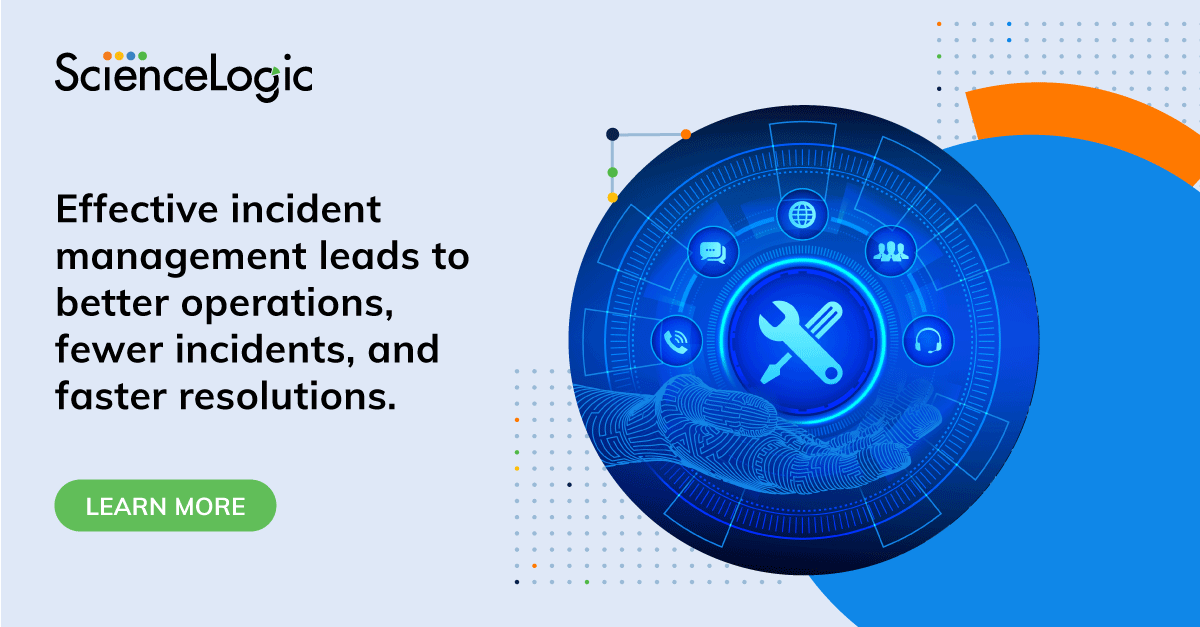 ScienceLogic
Effective incident
management leads to
better operations,
fewer incidents, and
faster resolutions.
LEARN MORE